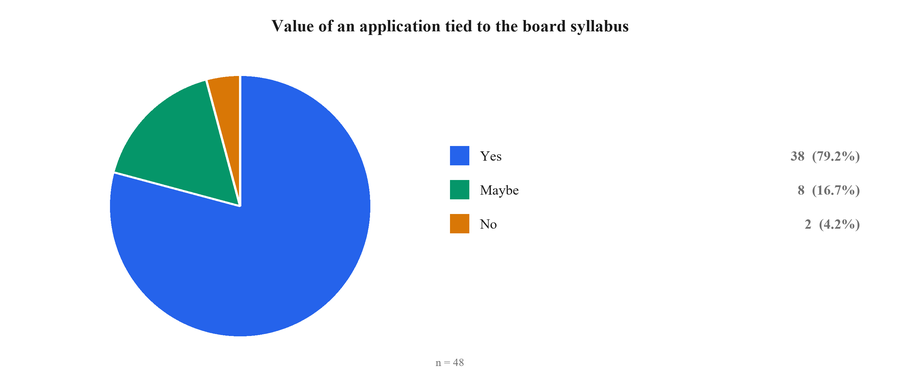 Value of an application tied to the board syllabus
Yes 38 (79.2%)
Maybe 8 (16.7%)
No 2 (4.2%)
n = 48